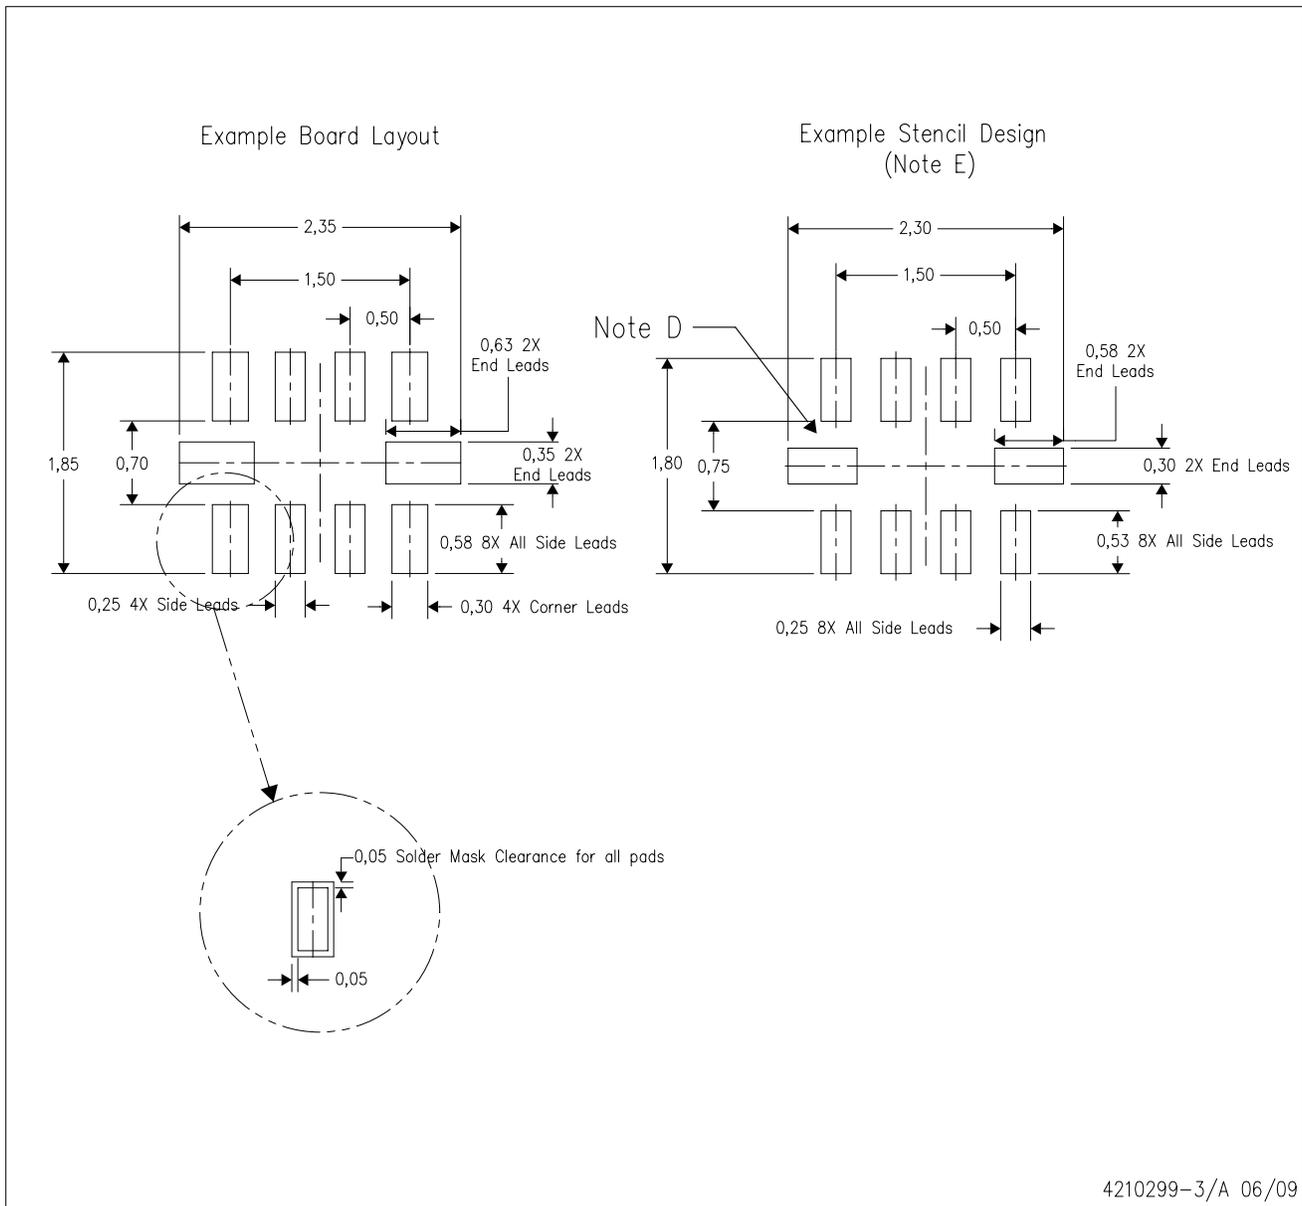 Example Board Layout
2,35
1,50
0,50
0,63 2X
End Leads
1,85
0,70
0,35 2X
End Leads
0,58 8X All Side Leads
0,25 4X Side Leads
0,30 4X Corner Leads
0,05 Solder Mask Clearance for all pads
0,05
Example Stencil Design
(Note E)
2,30
1,50
Note D
0,50
0,58 2X
End Leads
1,80
0,75
0,30 2X End Leads
0,53 8X All Side Leads
0,25 8X All Side Leads
4210299-3/A 06/09